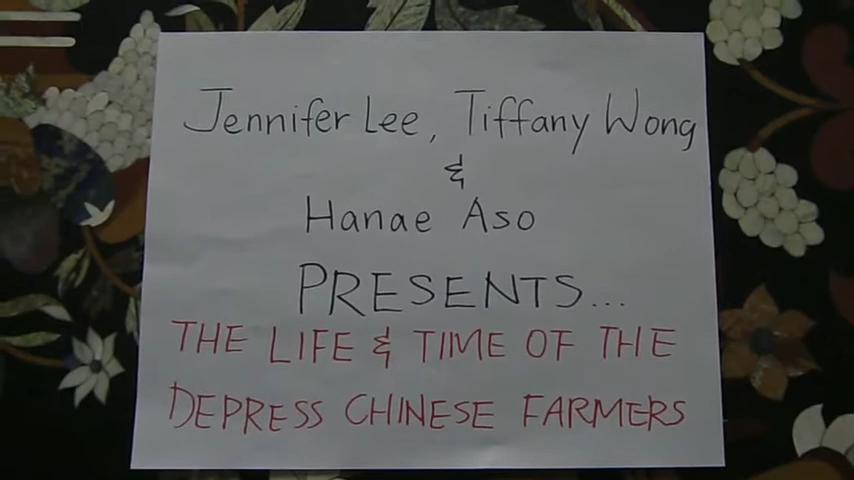 Jennifer Lee, Tiffany Wong
&
Hanae Aso
PRESENTS...
THE LIFE & TIME OF THE
DEPRESS CHINESE FARMERS